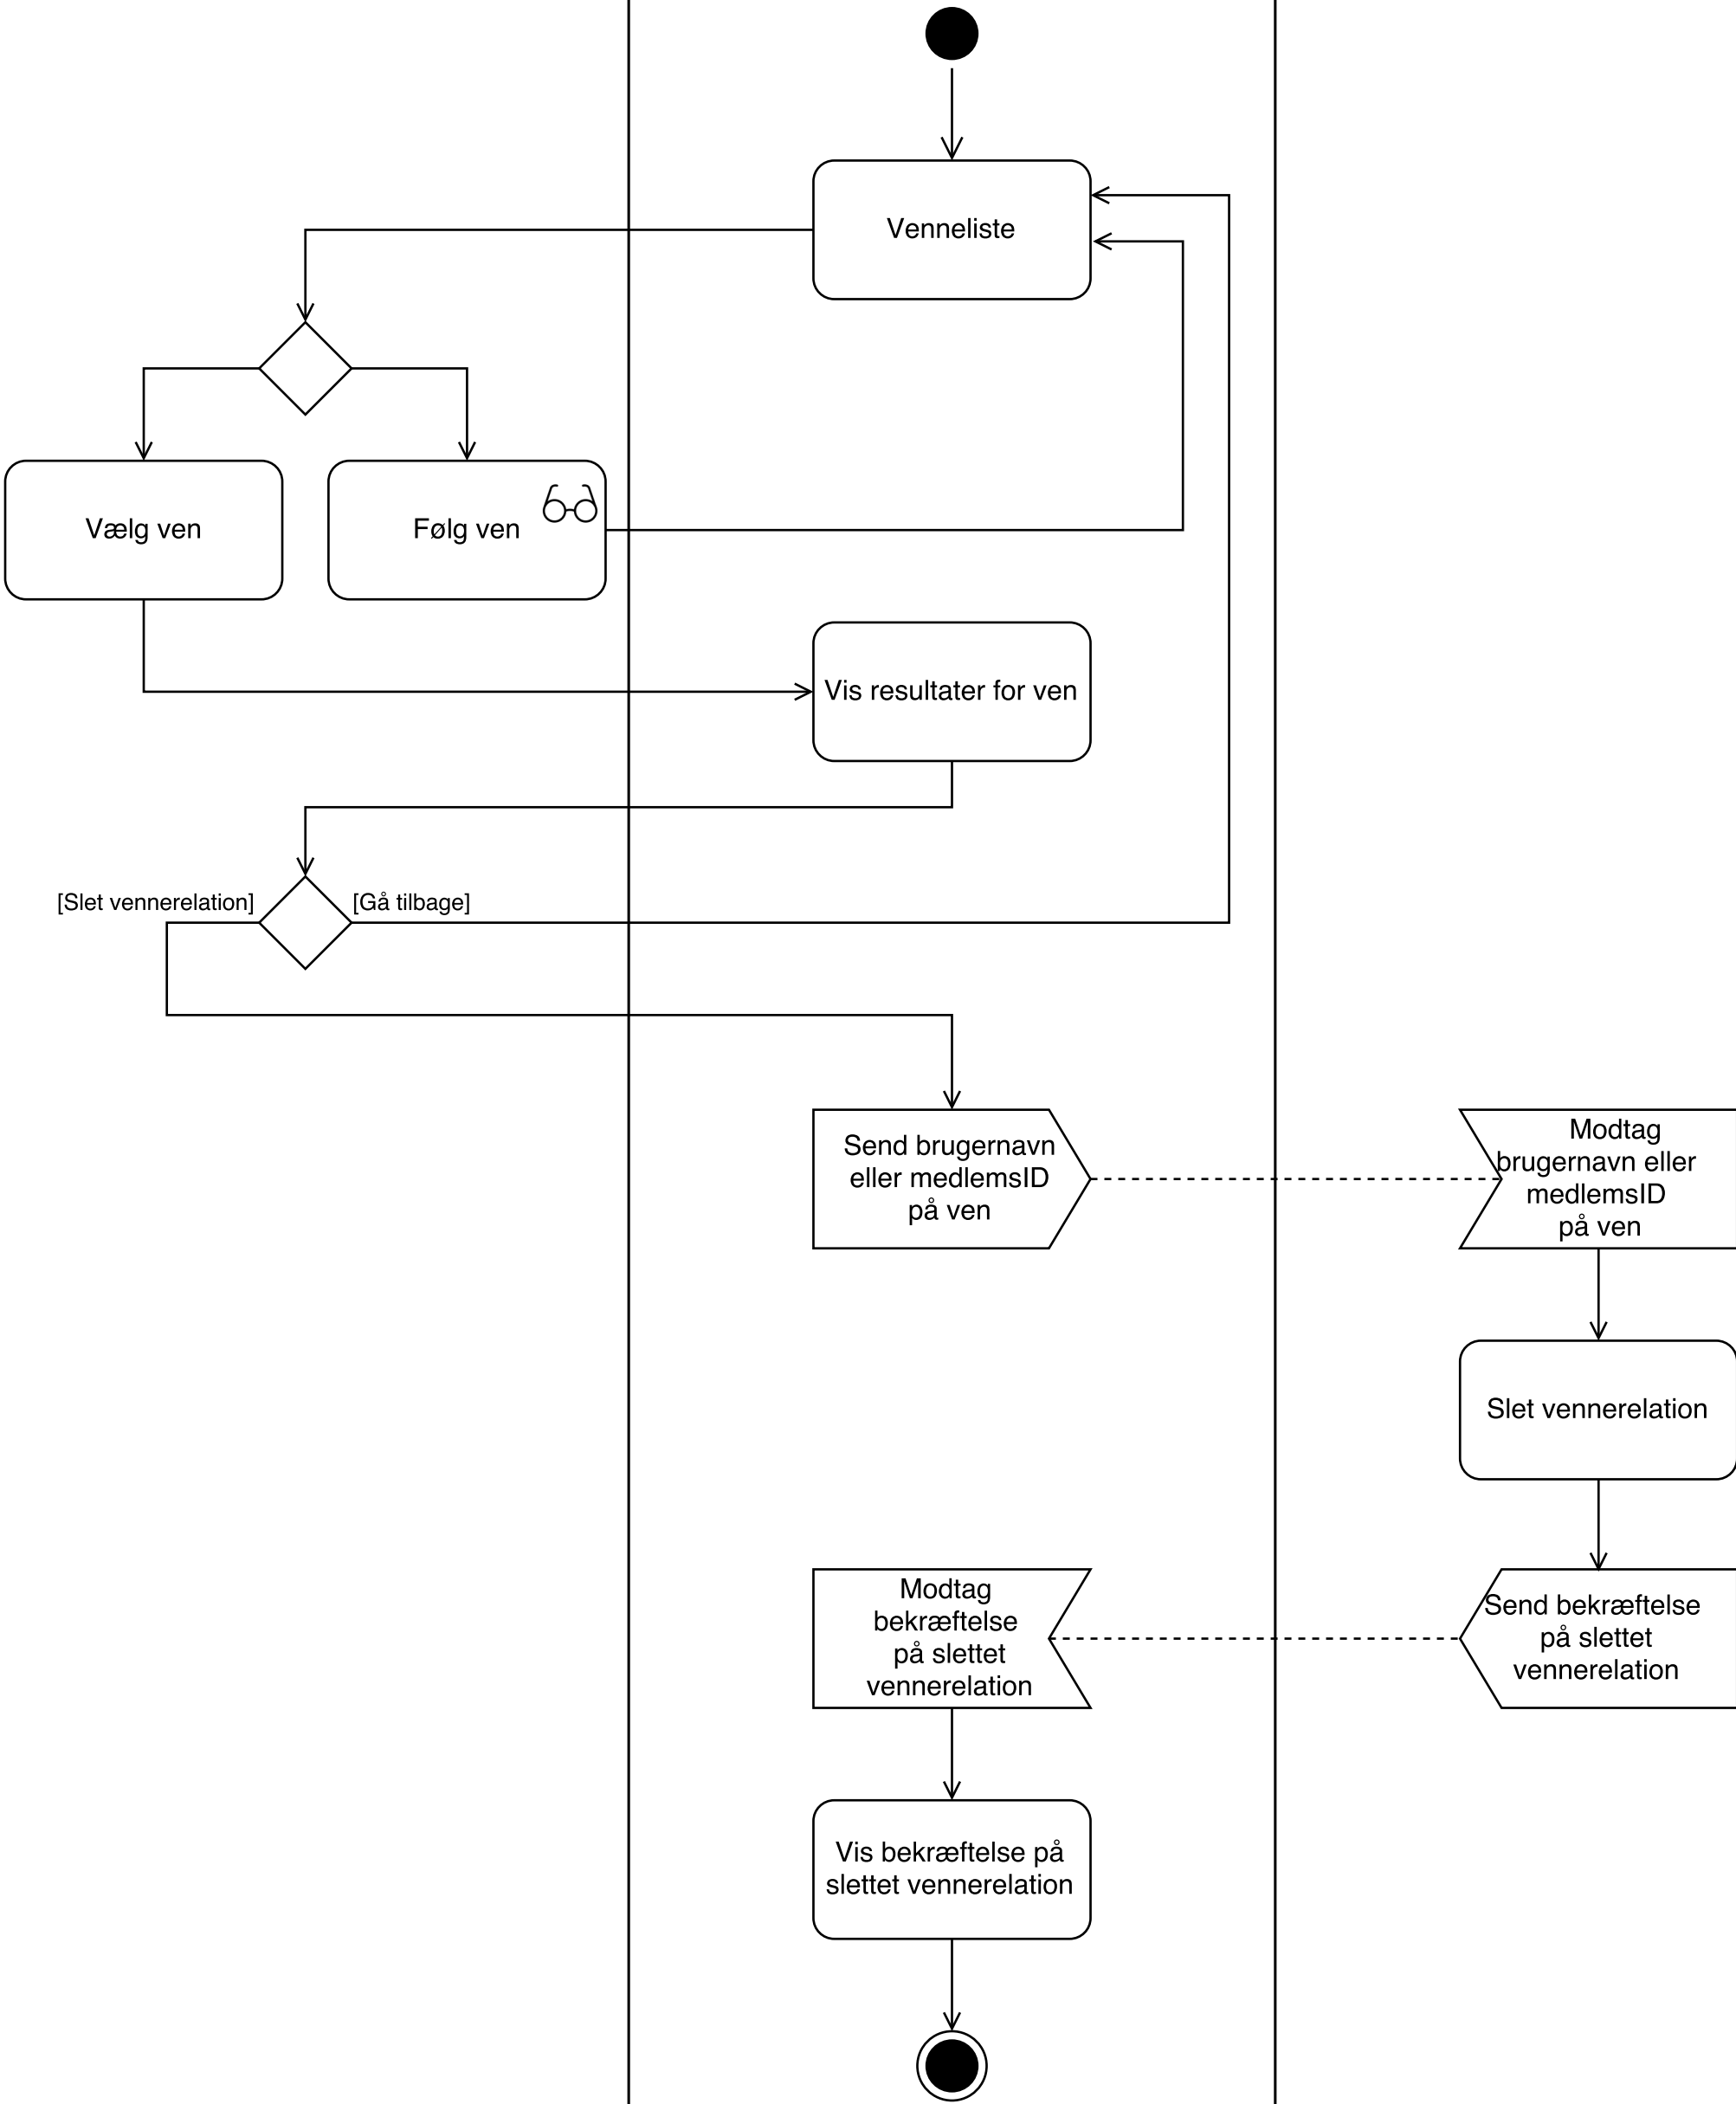 Venneliste
Vælg ven
Følg ven
Vis resultater for ven
[Slet vennerelation]
[Gå tilbage]
Send brugernavn
eller medlemsID
på ven
Modtag
brugernavn eller
medlemsID
på ven
Slet vennerelation
Send bekræftelse
på slettet
vennerelation
Modtag
bekræftelse
på slettet
vennerelation
Vis bekræftelse på
slettet vennerelation